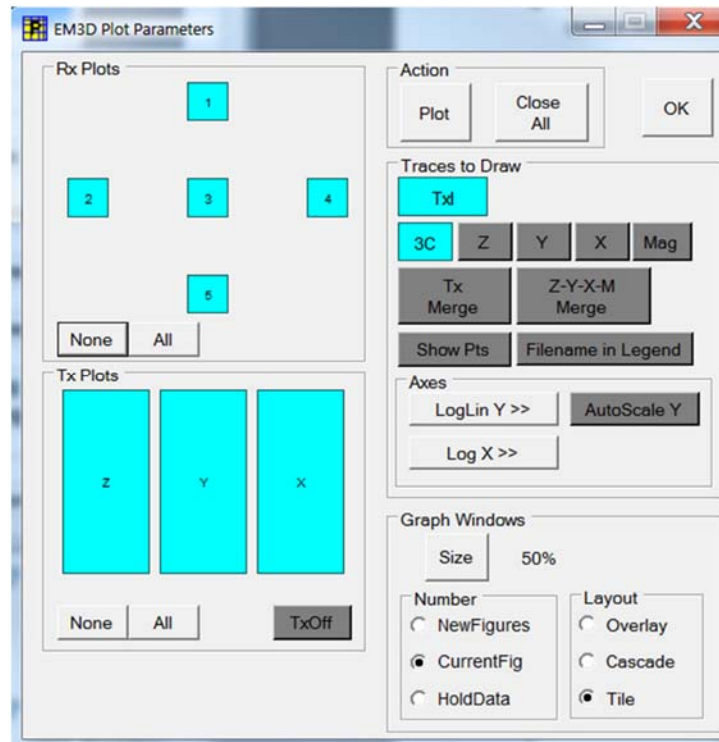 EM3D Plot Parameters
Rx Plots
1
2
3
4
5
None
All
Tx Plots
Z
Y
X
None
All
TxOff
Action
Plot
Close
All
OK
Traces to Draw
TxI
3C
Z
Y
X
Mag
Tx
Merge
Z-Y-X-M
Merge
Show Pts
Filename in Legend
Axes
LogLin Y >>
AutoScale Y
Log X >>
Graph Windows
Size
50%
Number
NewFigures
CurrentFig
HoldData
Layout
Overlay
Cascade
Tile